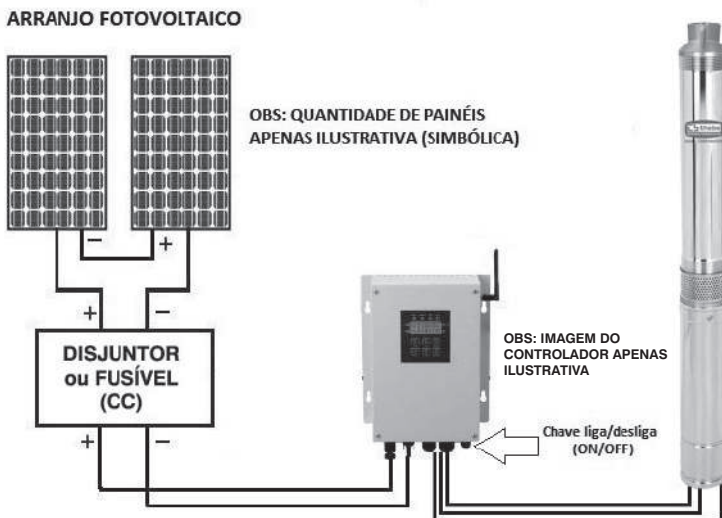 ARRANJO FOTOVOLTAICO
OBS: QUANTIDADE DE PAINÉIS
APENAS ILUSTRATIVA (SIMBÓLICA)
− +
+ −
DISJUNTOR
ou FUSÍVEL
(CC)
+ −
OBS: IMAGEM DO
CONTROLADOR APENAS
ILUSTRATIVA
Chave liga/desliga
(ON/OFF)